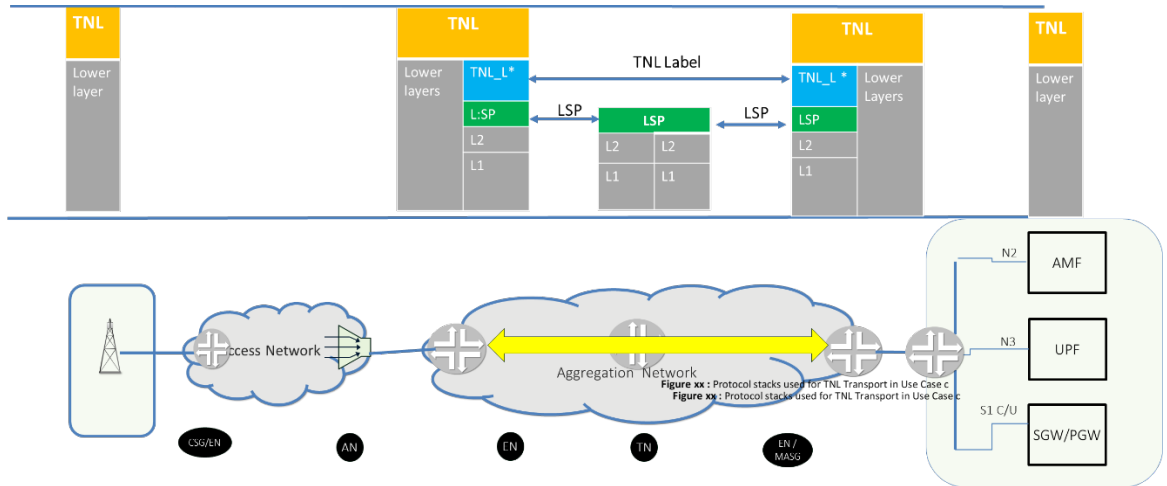 TNL
TNL
TNL
TNL
Lower
layer
Lower
layers
TNL_L*
TNL Label
TNL_L *
Lower
Layers
Lower
layer
L:SP
LSP
LSP
LSP
LSP
L2
L2
L2
L2
L1
L1
L1
L1
N2
AMF
ccess Network
N3
UPF
Aggregation Network
Figure xx : Protocol stacks used for TNL Transport in Use Case c
Figure xx : Protocol stacks used for TNL Transport in Use Case c
S1 C/U
SGW/PGW
CSG/EN
AN
EN
TN
EN /
MASG